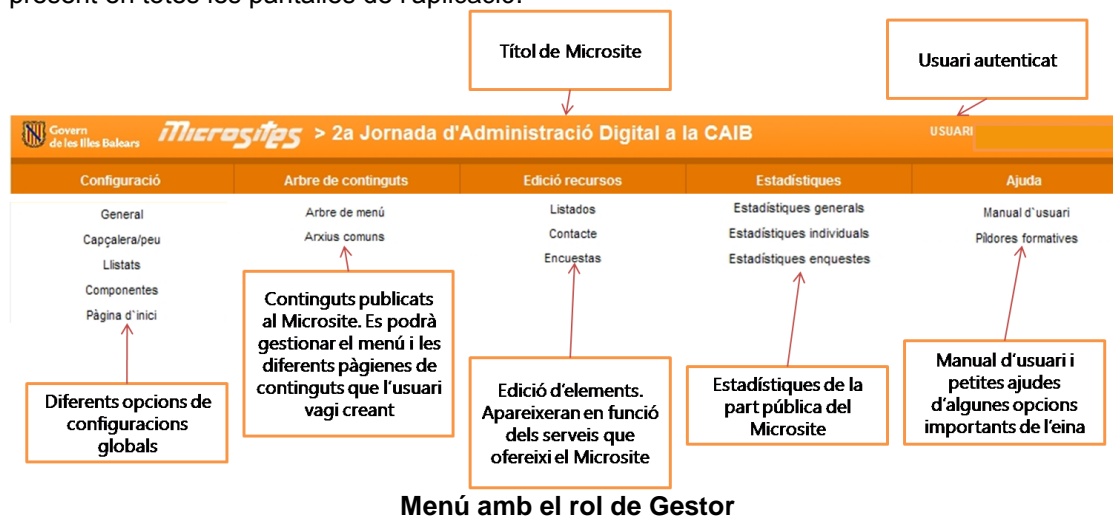 present en totes les pantalles de l'aplicació.
Títol de Microsite
Usuari autenticat
Govern
de les Illes Balears
Microsites > 2a Jornada d'Administració Digital a la CAIB
USUARI
Configuració
Arbre de continguts
Edició recursos
Estadístiques
Ajuda
General
Capçalera/peu
Llistats
Componentes
Pàgina d`inici
Arbre de menú
Arxius comuns
Listados
Contacte
Encuestas
Estadístiques generals
Estadístiques individuals
Estadístiques enquestes
Manual d`usuari
Píldores formatives
Diferents opcions de
configuracions
globals
Continguts publicats
al Microsite. Es podrà
gestionar el menú i les
diferents pàgienes de
continguts que l'usuari
vagi creant
Edició d'elements.
Apareixeran en funció
dels serveis que
ofereixi el Microsite
Estadístiques de la
part pública del
Microsite
Manual d'usuari i
petites ajudes
d'algunes opcions
importants de l'eina
Menú amb el rol de Gestor